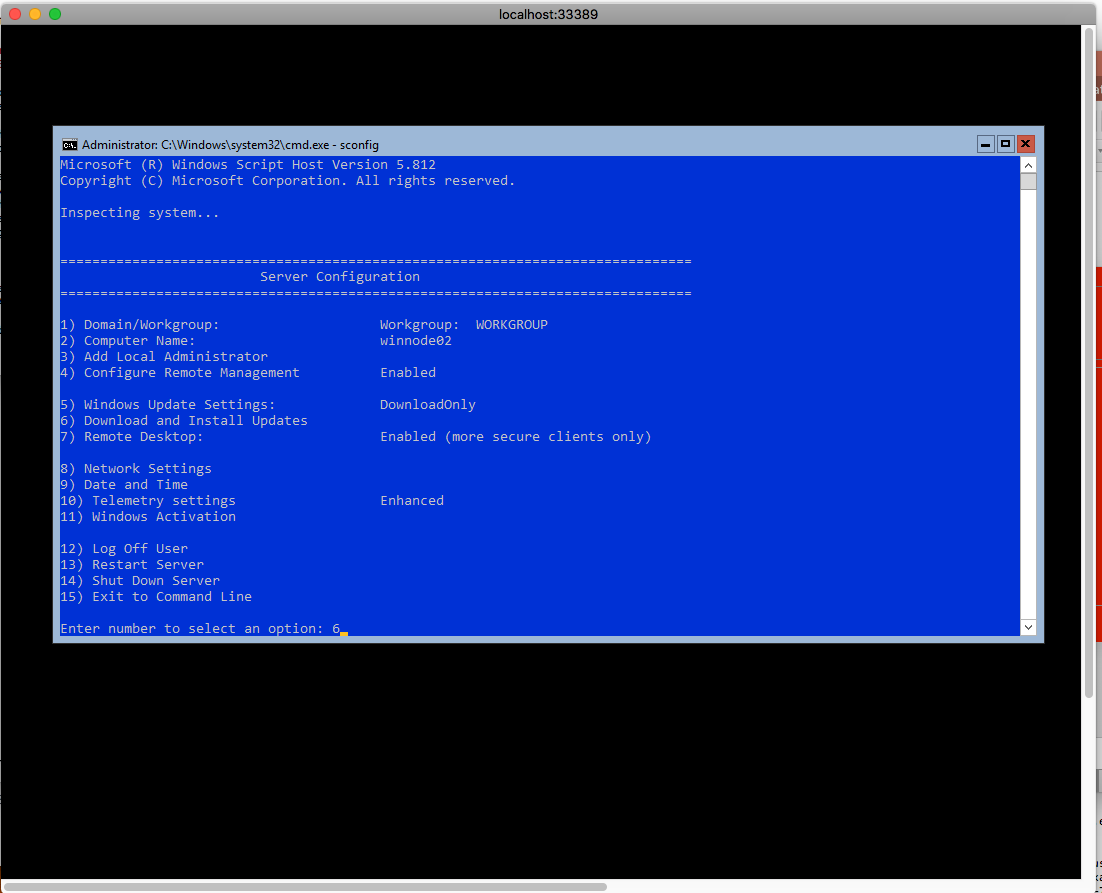 localhost:33389
Administrator: C:\Windows\system32\cmd.exe - sconfig
Microsoft (R) Windows Script Host Version 5.812
Copyright (C) Microsoft Corporation. All rights reserved.
Inspecting system...
===============================================================================
Server Configuration
===============================================================================
1) Domain/Workgroup: Workgroup: WORKGROUP
2) Computer Name: winnode02
3) Add Local Administrator
4) Configure Remote Management Enabled
5) Windows Update Settings: DownloadOnly
6) Download and Install Updates
7) Remote Desktop: Enabled (more secure clients only)
8) Network Settings
9) Date and Time
10) Telemetry settings Enhanced
11) Windows Activation
12) Log Off User
13) Restart Server
14) Shut Down Server
15) Exit to Command Line
Enter number to select an option: 6